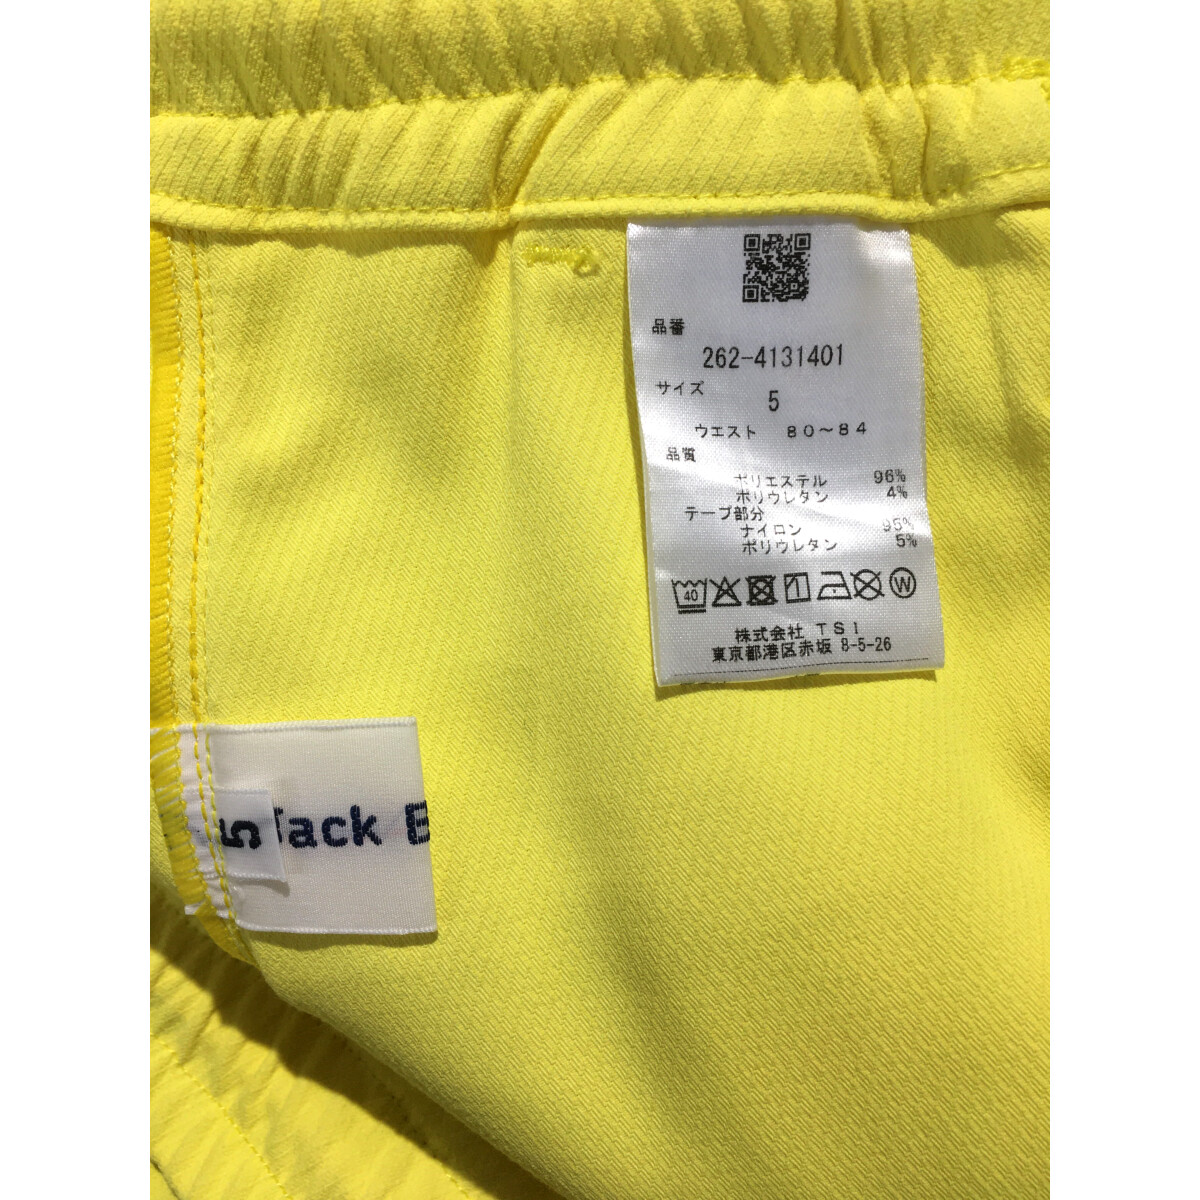 品番
262-4131401
サイズ
5
ウエスト 80～84
品質
ポリエステル 96%
ポリウレタン 4%
テープ部分
ナイロン 95%
ポリウレタン 5%
40
W
株式会社 TSI
東京都港区赤坂 8-5-26
5
Jack B